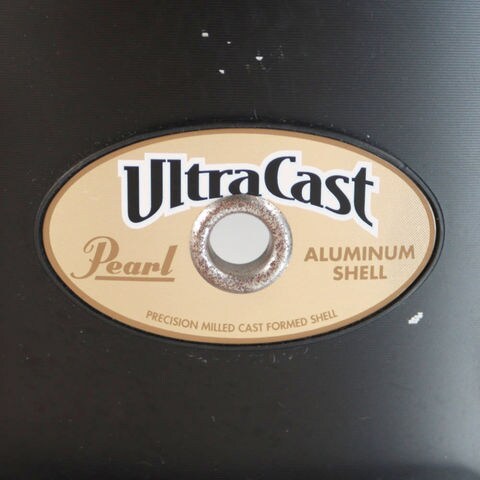 UltraCast
Pearl
ALUMINUM
SHELL
PRECISION MILLED CAST FORMED SHELL